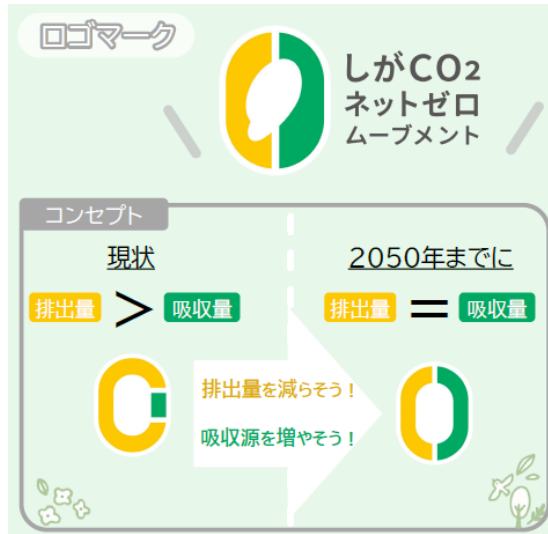 ロゴマーク
しがCO2
ネットゼロ
ムーブメント
コンセプト
現状
排出量 > 吸収量
2050年までに
排出量 = 吸収量
排出量を減らそう！
吸収源を増やそう！